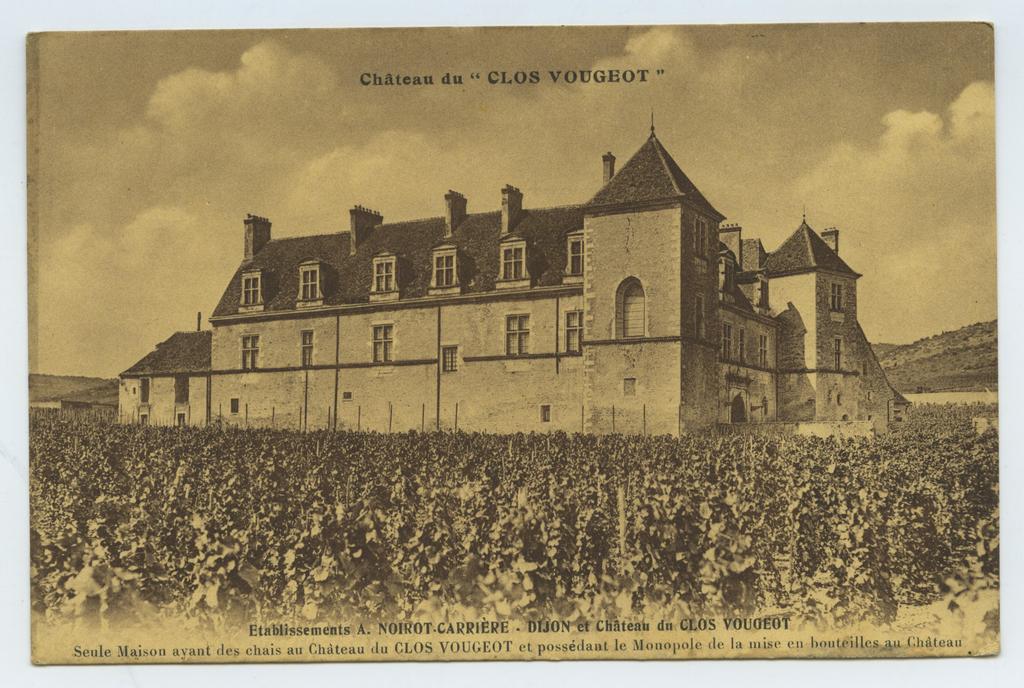 Château du “ CLOS VOUGEOT ”
Etablissements A. NOIROT-CARRIÈRE - DIJON et Château du CLOS VOUGEOT
Seule Maison ayant des chais au Château du CLOS VOUGEOT et possédant le Monopole de la mise en bouteilles au Château